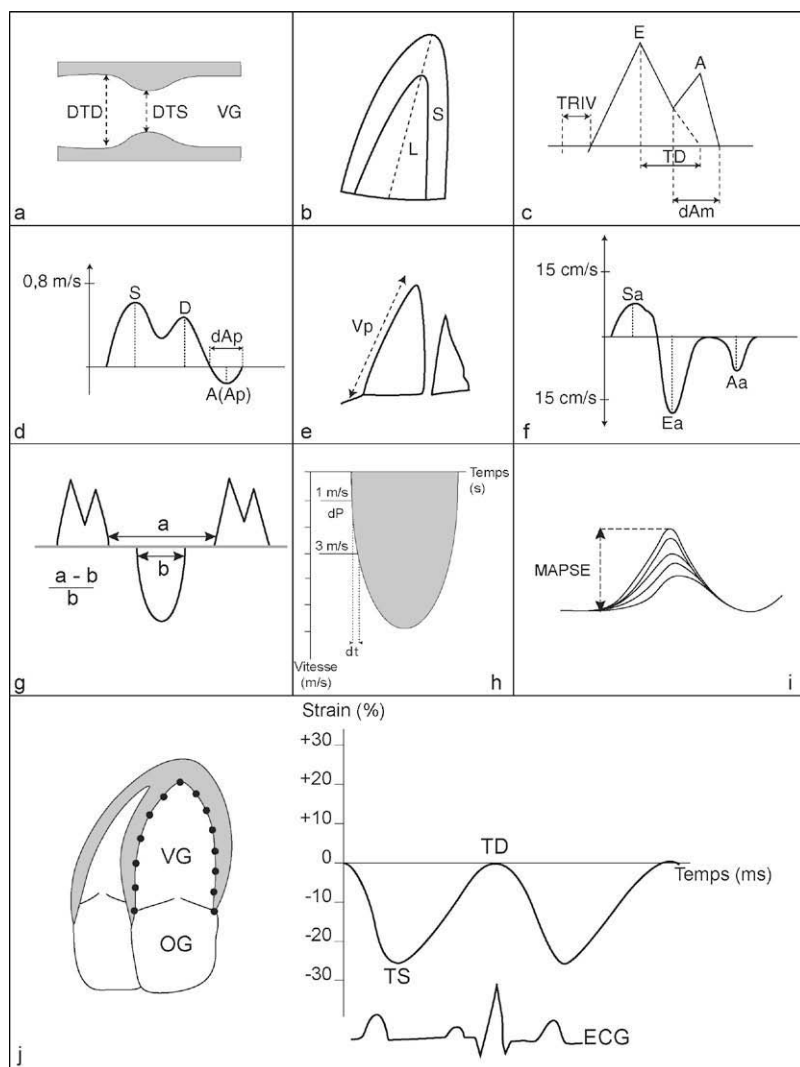 DTD
DTS
VG
a
S
L
b
E
A
TRIV
TD
dAm
c
0,8 m/s
S
D
dAp
A(Ap)
d
Vp
e
15 cm/s
Sa
Aa
15 cm/s
Ea
f
a
b
a - b
b
g
Temps
(s)
1 m/s
dP
3 m/s
dt
Vitesse
(m/s)
h
MAPSE
i
Strain (%)
+30
+20
+10
0
-10
-20
-30
TD
Temps (ms)
TS
VG
OG
ECG
j